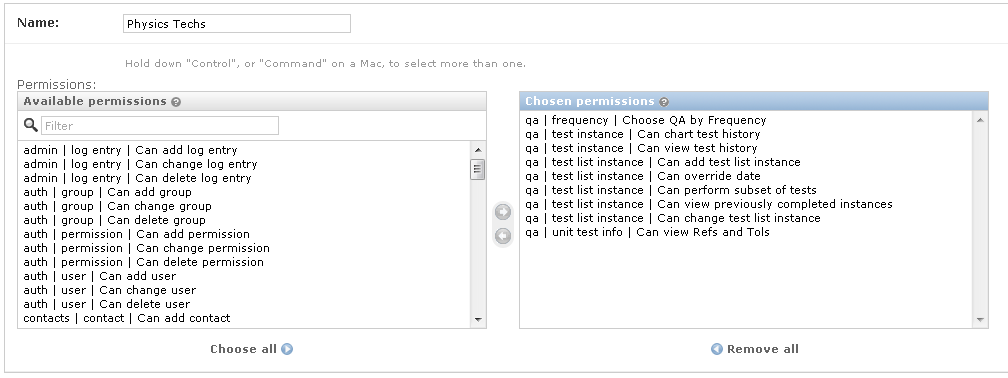 Name: Physics Techs
Hold down "Control", or "Command" on a Mac, to select more than one.
Permissions:
Available permissions ?
Filter
admin | log entry | Can add log entry
admin | log entry | Can change log entry
admin | log entry | Can delete log entry
auth | group | Can add group
auth | group | Can change group
auth | group | Can delete group
auth | permission | Can add permission
auth | permission | Can change permission
auth | permission | Can delete permission
auth | user | Can add user
auth | user | Can change user
auth | user | Can delete user
contacts | contact | Can add contact
Choose all
Chosen permissions ?
qa | frequency | Choose QA by Frequency
qa | test instance | Can chart test history
qa | test instance | Can view test history
qa | test list instance | Can add test list instance
qa | test list instance | Can override date
qa | test list instance | Can perform subset of tests
qa | test list instance | Can view previously completed instances
qa | test list instance | Can change test list instance
qa | unit test info | Can view Refs and Tols
Remove all